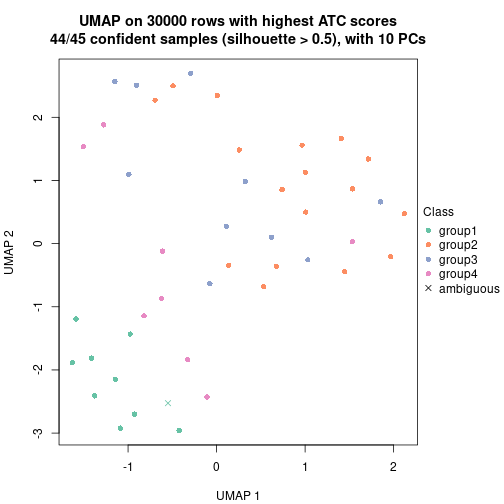 UMAP on 30000 rows with highest ATC scores
44/45 confident samples (silhouette > 0.5), with 10 PCs
UMAP 2
2
1
0
-1
-2
-3
-1
0
1
2
UMAP 1
Class
group1
group2
group3
group4
ambiguous